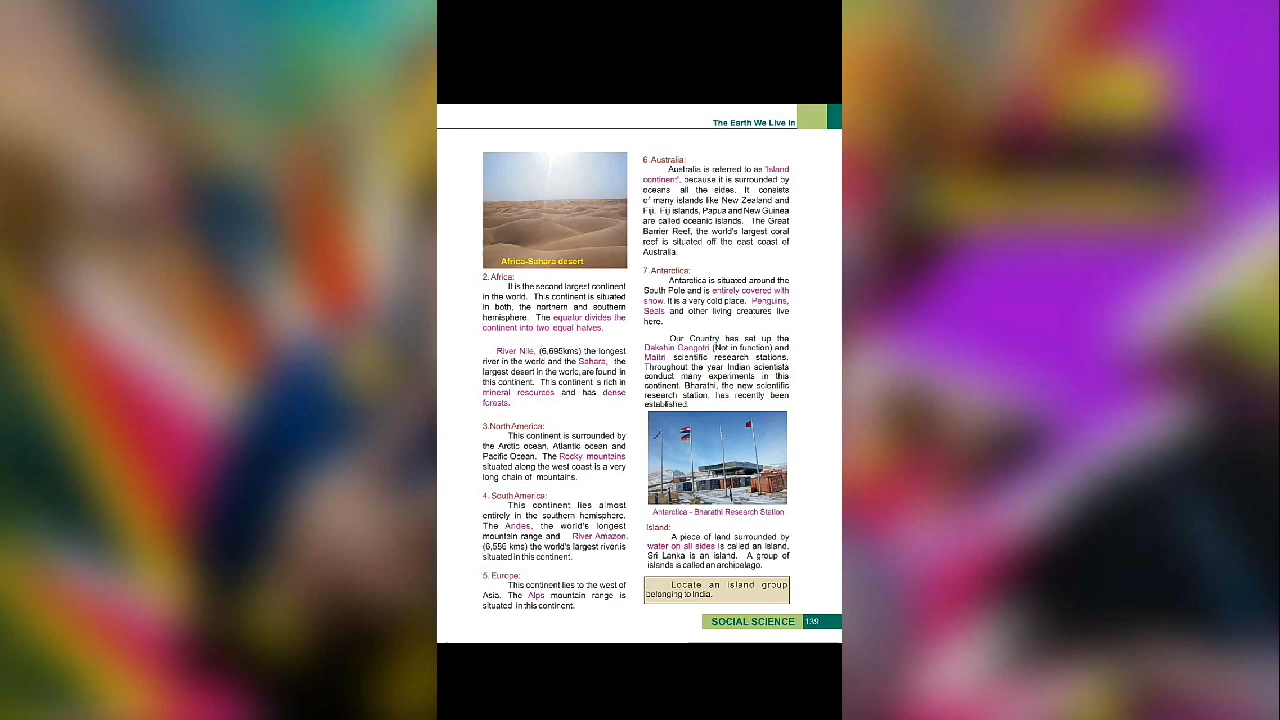 The Earth We Live In
Africa-Sahara desert
2. Africa:
It is the second largest continent
in the world. This continent is situated
in both, the northern and southern
hemisphere. The equator divides the
continent into two equal halves.
River Nile, (6,695kms) the longest
river in the world and the Sahara, the
largest desert in the world, are found in
this continent. This continent is rich in
mineral resources and has dense
forests.
3.North America:
This continent is surrounded by
the Arctic ocean, Atlantic ocean and
Pacific Ocean. The Rocky mountains
situated along the west coast is a very
long chain of mountains.
4. South America:
This continent lies almost
entirely in the southern hemisphere.
The Andes, the world's longest
mountain range and River Amazon,
(6,586 kms) the world's largest river.is
situated in this continent.
5. Europe:
This continent lies to the west of
Asia. The Alps mountain range is
situated in this continent.
6. Australia:
Australia is referred to as 'Island
continent', because it is surrounded by
oceans all the sides. It consists
of many islands like New Zealand and
Fiji. Fiji islands, Papua and New Guinea
are called oceanic islands. The Great
Barrier Reef, the world's largest coral
reef is situated off the east coast of
Australia.
7. Antarctica:
Antarctica is situated around the
South Pole and is entirely covered with
snow. It is a very cold place. Penguins,
Seals and other living creatures live
here.
Our Country has set up the
Dakshin Gangotri (Not in function) and
Maitri scientific research stations.
Throughout the year Indian scientists
conduct many experiments in this
continent. Bharathi, the new scientific
research station, has recently been
established.
Antarctica - Bharathi Research Station
Island:
A piece of land surrounded by
water on all sides is called an Island.
Sri Lanka is an island. A group of
islands is called an archipelago.
Locate an island group
belonging to India.
SOCIAL SCIENCE 139